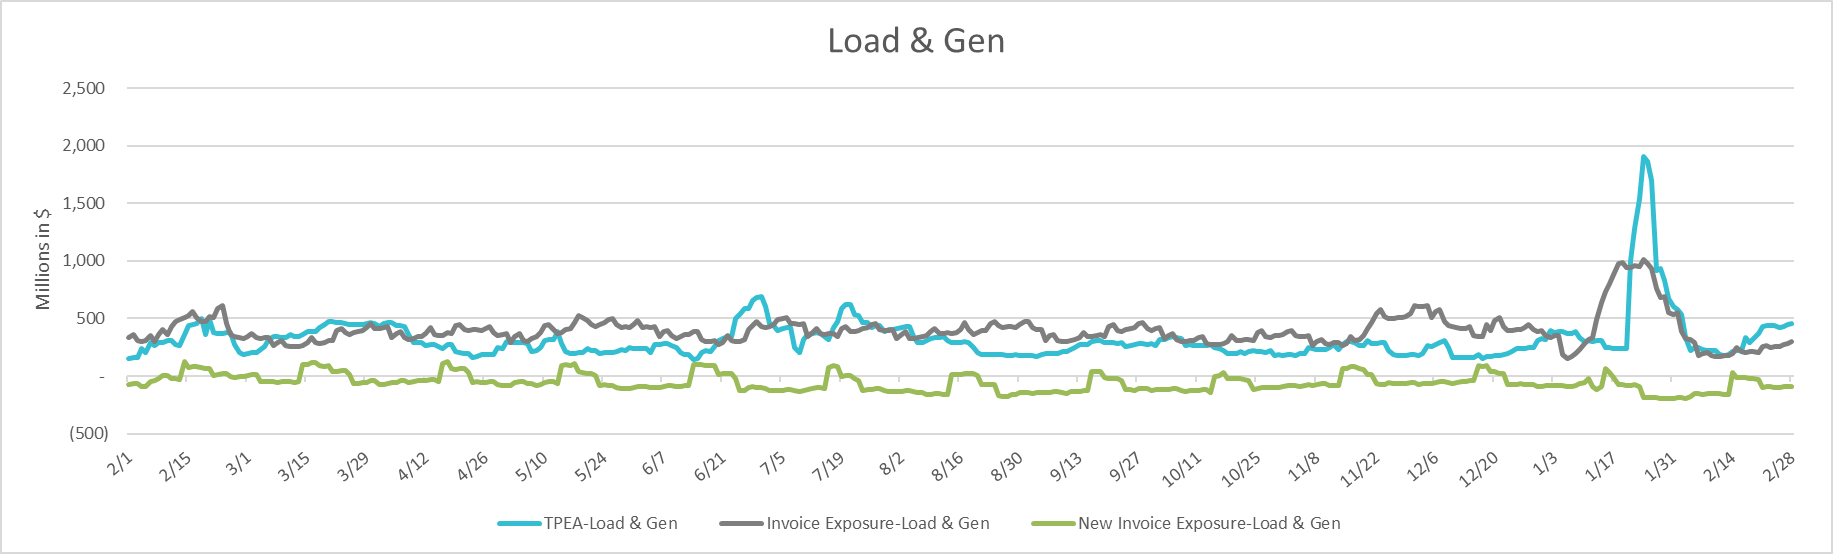 Load & Gen
Millions in $
2,500
2,000
1,500
1,000
500
-
(500)
2/1 2/15 3/1 3/15 3/29 4/12 4/26 5/10 5/24 6/7 6/21 7/5 7/19 8/2 8/16 8/30 9/13 9/27 10/11 10/25 11/8 11/22 12/6 12/20 1/3 1/17 1/31 2/14 2/28
TPEA-Load & Gen Invoice Exposure-Load & Gen New Invoice Exposure-Load & Gen